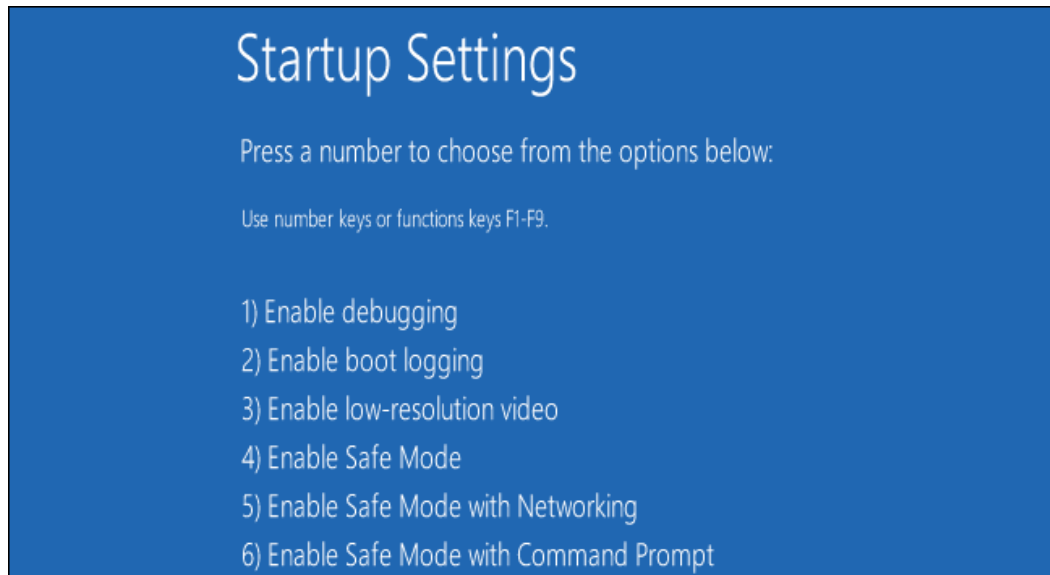 Startup Settings
Press a number to choose from the options below:
Use number keys or functions keys F1-F9.
1) Enable debugging
2) Enable boot logging
3) Enable low-resolution video
4) Enable Safe Mode
5) Enable Safe Mode with Networking
6) Enable Safe Mode with Command Prompt